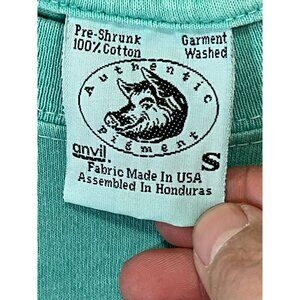 Pre-Shrunk Garment
100% Cotton Washed
Authentic
Pigment
anvil. S
Fabric Made In USA
Assembled In Honduras